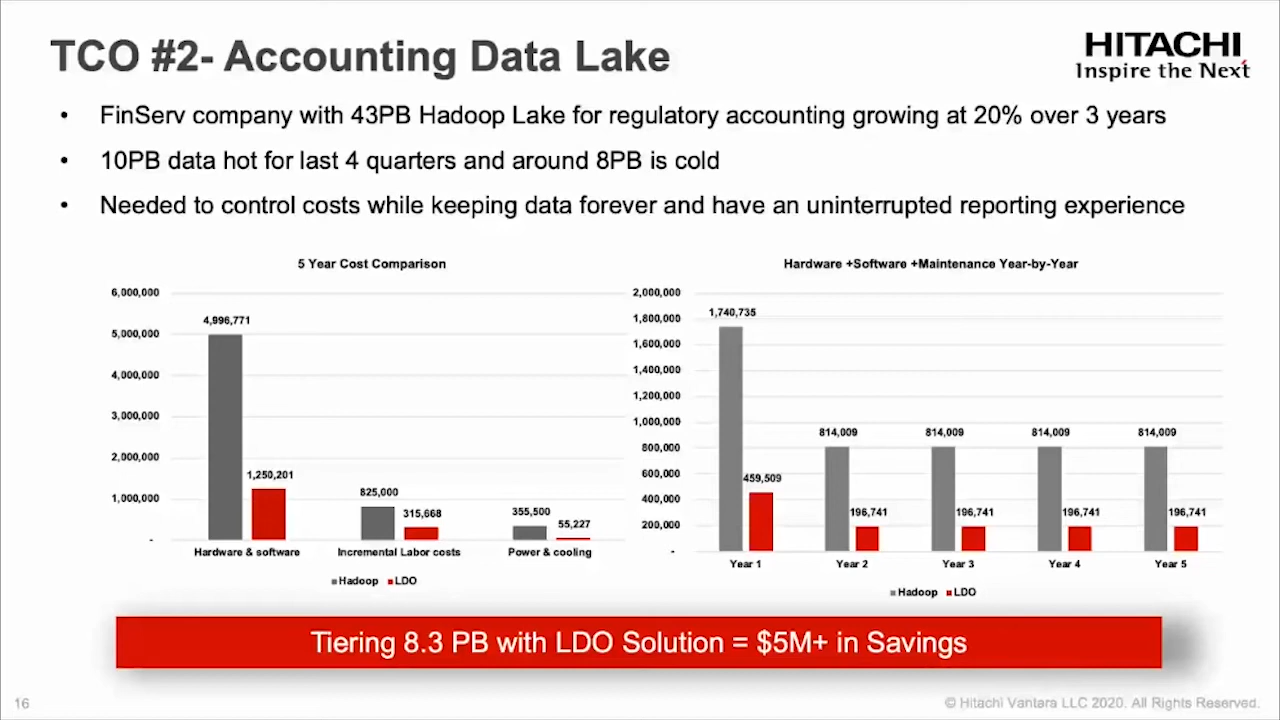 TCO #2- Accounting Data Lake
HITACHI
Inspire the Next
• FinServ company with 43PB Hadoop Lake for regulatory accounting growing at 20% over 3 years
• 10PB data hot for last 4 quarters and around 8PB is cold
• Needed to control costs while keeping data forever and have an uninterrupted reporting experience
5 Year Cost Comparison
6,000,000
5,000,000
4,000,000
3,000,000
2,000,000
1,000,000
-
4,996,771
1,250,201
825,000
315,668
355,500
55,227
Hardware & software
Incremental Labor costs
Power & cooling
Hadoop LDO
Hardware +Software +Maintenance Year-by-Year
2,000,000
1,800,000
1,600,000
1,400,000
1,200,000
1,000,000
800,000
600,000
400,000
200,000
-
1,740,735
459,509
814,009
196,741
814,009
196,741
814,009
196,741
814,009
196,741
Year 1
Year 2
Year 3
Year 4
Year 5
Hadoop LDO
Tiering 8.3 PB with LDO Solution = $5M+ in Savings
16
© Hitachi Vantara LLC 2020. All Rights Reserved.